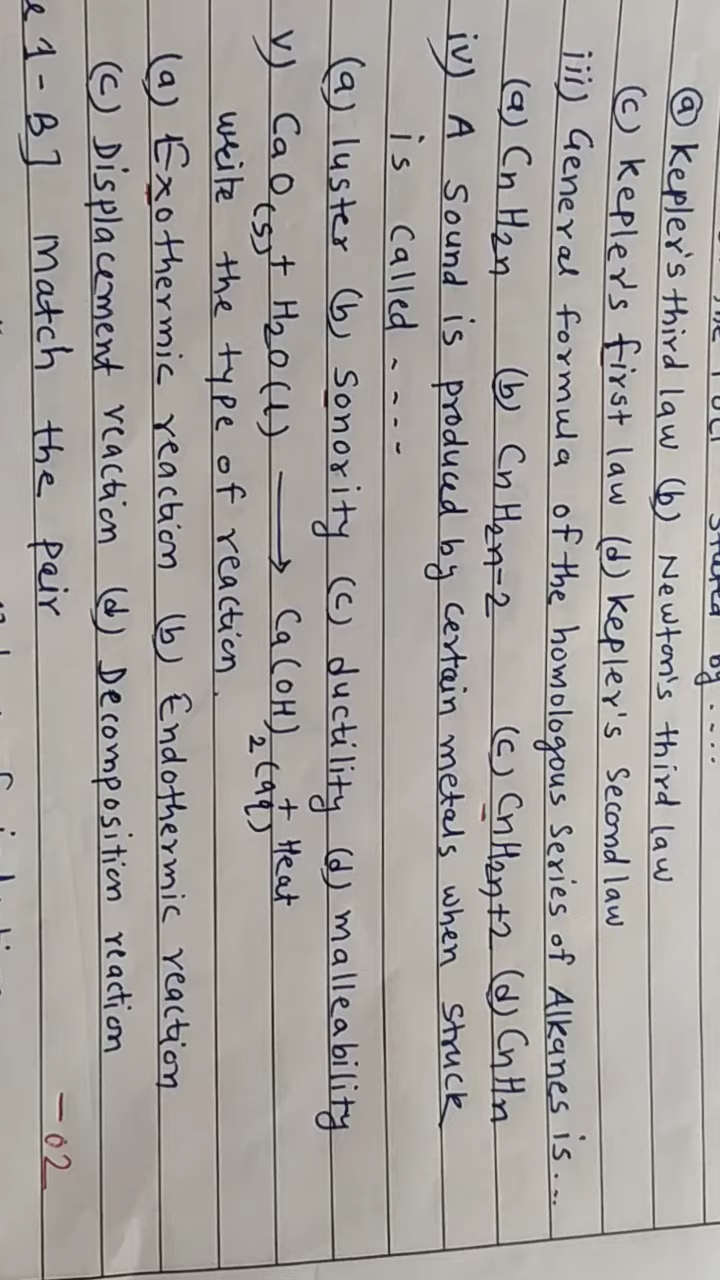 by ....
(a) Kepler's third law (b) Newton's third law
(c) Kepler's first law (d) Kepler's Second law
iii) General formula of the homologous Series of Alkanes is...
(a) CnH2n (b) CnH2n-2 (c) CnH2n+2 (d) CnHn
iv) A Sound is produced by certain metals when struck
is called ----
(a) luster (b) Sonority (c) ductility (d) malleability
v) CaO(s) + H2O(l) ⟶ Ca(OH)2(aq) + Heat
write the type of reaction.
(a) Exothermic reaction (b) Endothermic reaction
(c) Displacement reaction (d) Decomposition reaction
1-B] match the pair -02